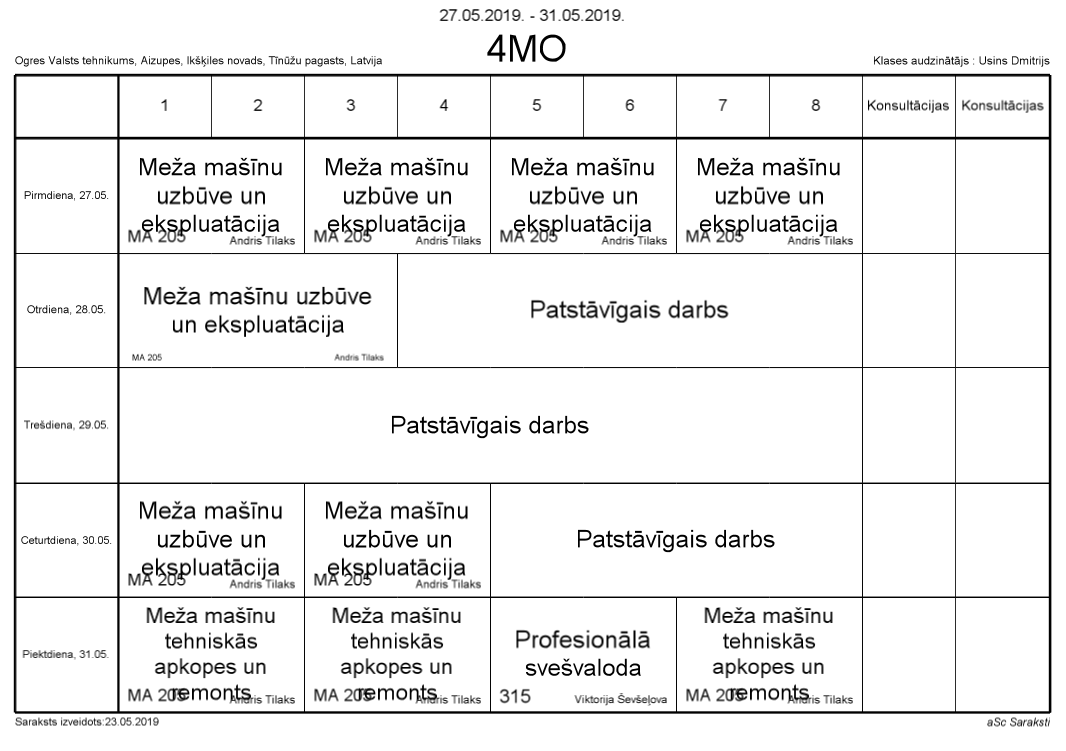 27.05.2019. - 31.05.2019.
4MO
Ogres Valsts tehnikums, Aizupes, Ikšķiles novads, Tīnūžu pagasts, Latvija
Klases audzinātājs : Usins Dmitrijs
1 2 3 4 5 6 7 8 Konsultācijas Konsultācijas
Pirmdiena, 27.05.
Meža mašīnu
uzbūve un
ekspluatācija
MA 205 Andris Tilaks
Meža mašīnu
uzbūve un
ekspluatācija
MA 205 Andris Tilaks
Meža mašīnu
uzbūve un
ekspluatācija
MA 205 Andris Tilaks
Meža mašīnu
uzbūve un
ekspluatācija
MA 205 Andris Tilaks
Otrdiena, 28.05.
Meža mašīnu uzbūve
un ekspluatācija
MA 205 Andris Tilaks
Patstāvīgais darbs
Trešdiena, 29.05.
Patstāvīgais darbs
Ceturtdiena, 30.05.
Meža mašīnu
uzbūve un
ekspluatācija
MA 205 Andris Tilaks
Meža mašīnu
uzbūve un
ekspluatācija
MA 205 Andris Tilaks
Patstāvīgais darbs
Piektdiena, 31.05.
Meža mašīnu
tehniskās
apkopes un
remonts
MA 205 Andris Tilaks
Meža mašīnu
tehniskās
apkopes un
remonts
MA 205 Andris Tilaks
Profesionālā
svešvaloda
315 Viktorija Ševšeļova
Meža mašīnu
tehniskās
apkopes un
remonts
MA 205 Andris Tilaks
Saraksts izveidots:23.05.2019
aSc Saraksti